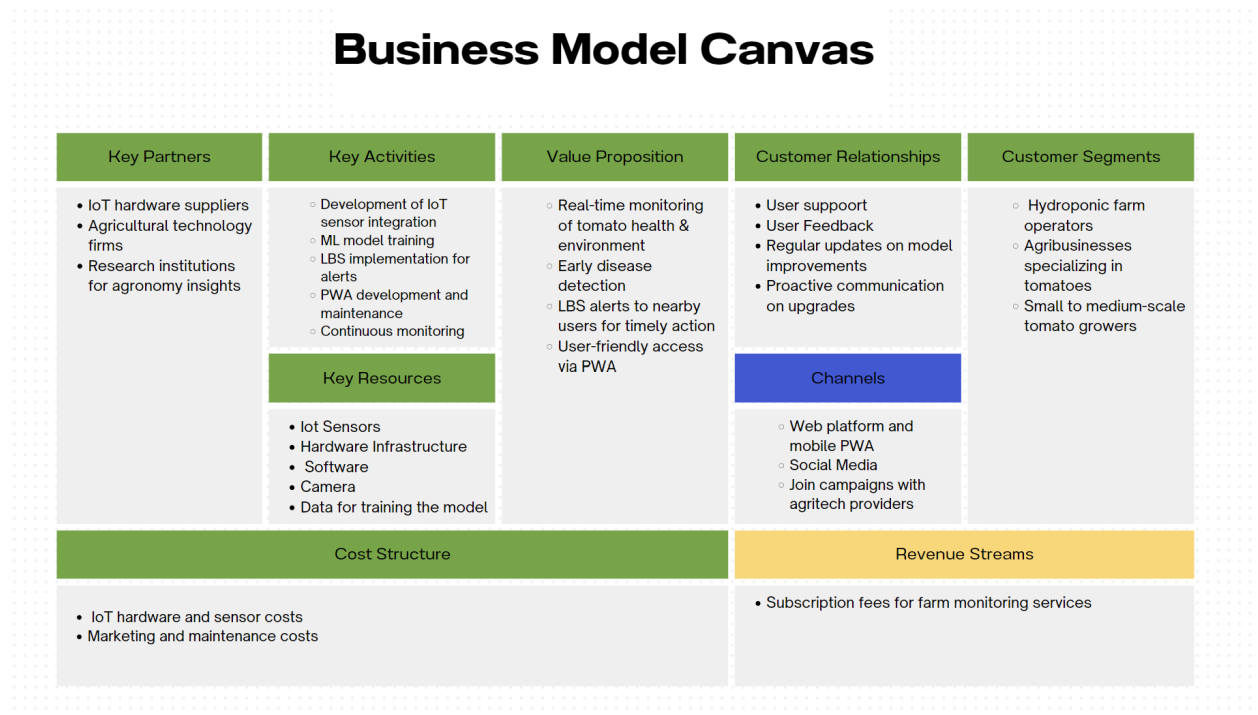 Business Model Canvas
Key Partners
IoT hardware suppliers
Agricultural technology
firms
Research institutions
for agronomy insights
Key Activities
Development of IoT
sensor integration
ML model training
LBS implementation for
alerts
PWA development and
maintenance
Continuous monitoring
Key Resources
Iot Sensors
Hardware Infrastructure
Software
Camera
Data for training the model
Value Proposition
Real-time monitoring
of tomato health &
environment
Early disease
detection
LBS alerts to nearby
users for timely action
User-friendly access
via PWA
Customer Relationships
User suppoort
User Feedback
Regular updates on model
improvements
Proactive communication
on upgrades
Channels
Web platform and
mobile PWA
Social Media
Join campaigns with
agritech providers
Customer Segments
Hydroponic farm
operators
Agribusinesses
specializing in
tomatoes
Small to medium-scale
tomato growers
Cost Structure
IoT hardware and sensor costs
Marketing and maintenance costs
Revenue Streams
Subscription fees for farm monitoring services